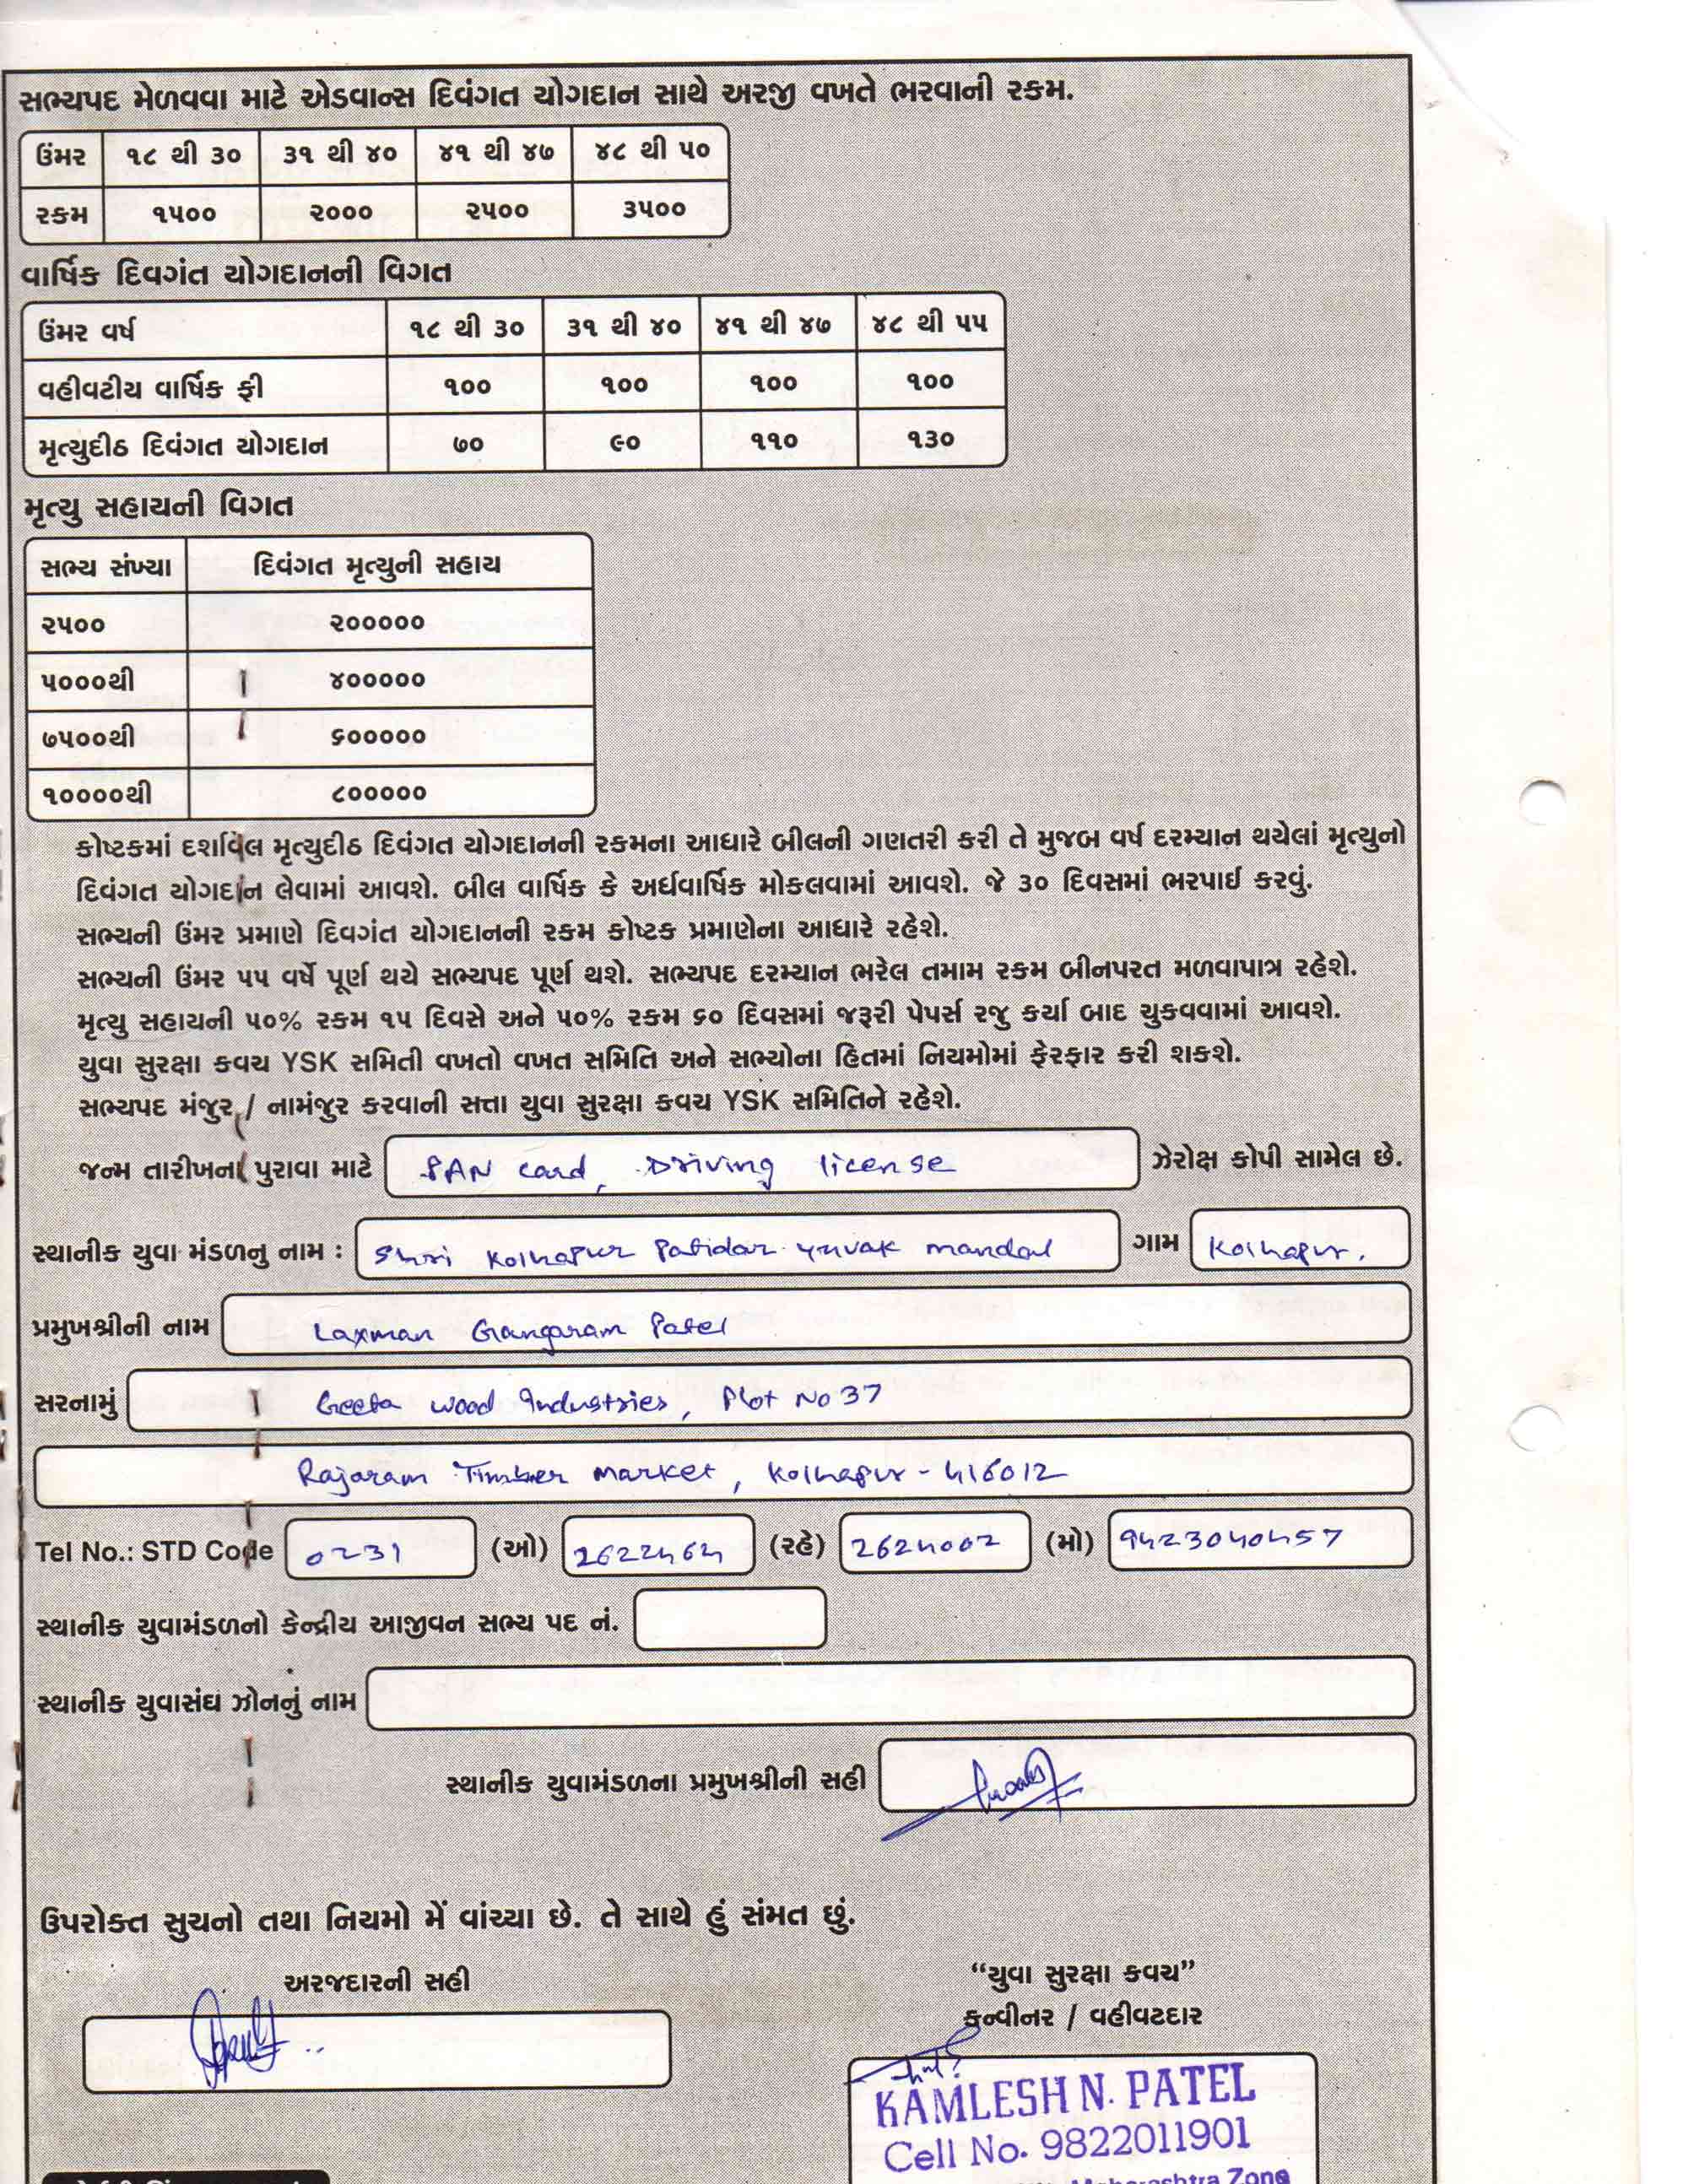 સભ્યપદ મેળવવા માટે એડવાન્સ દિવંગત યોગદાન સાથે અરજી વખતે ભરવાની રકમ.
ઉંમર ૧૮ થી ૩૦ ૩૧ થી ૪૦ ૪૧ થી ૪૭ ૪૮ થી ૫૦
રકમ ૧૫૦૦ ૨૦૦૦ ૨૫૦૦ ૩૫૦૦
વાર્ષિક દિવગંત યોગદાનની વિગત
ઉંમર વર્ષ ૧૮ થી ૩૦ ૩૧ થી ૪૦ ૪૧ થી ૪૭ ૪૮ થી ૫૫
વહીવટીય વાર્ષિક ફી ૧૦૦ ૧૦૦ ૧૦૦ ૧૦૦
મૃત્યુદીઠ દિવંગત યોગદાન ૭૦ ૯૦ ૧૧૦ ૧૩૦
મૃત્યુ સહાયની વિગત
સભ્ય સંખ્યા દિવંગત મૃત્યુની સહાય
૨૫૦૦ ૨૦૦૦૦૦
૫૦૦૦થી ૪૦૦૦૦૦
૭૫૦૦થી ૬૦૦૦૦૦
૧૦૦૦૦થી ૮૦૦૦૦૦
કોષ્ટકમાં દર્શાવેલ મૃત્યુદીઠ દિવંગત યોગદાનની રકમના આધારે બીલની ગણતરી કરી તે મુજબ વર્ષ દરમ્યાન થયેલાં મૃત્યુનો
દિવંગત યોગદાન લેવામાં આવશે. બીલ વાર્ષિક કે અર્ધવાર્ષિક મોકલવામાં આવશે. જે ૩૦ દિવસમાં ભરપાઈ કરવું.
સભ્યની ઉંમર પ્રમાણે દિવગંત યોગદાનની રકમ કોષ્ટક પ્રમાણેના આધારે રહેશે.
સભ્યની ઉંમર ૫૫ વર્ષે પૂર્ણ થયે સભ્યપદ પૂર્ણ થશે. સભ્યપદ દરમ્યાન ભરેલ તમામ રકમ બીનપરત મળવાપાત્ર રહેશે.
મૃત્યુ સહાયની ૫૦% રકમ ૧૫ દિવસે અને ૫૦% રકમ ૬૦ દિવસમાં જરૂરી પેપર્સ રજુ કર્યા બાદ ચુકવવામાં આવશે.
યુવા સુરક્ષા કવચ YSK સમિતી વખતો વખત સમિતિ અને સભ્યોના હિતમાં નિયમોમાં ફેરફાર કરી શકશે.
સભ્યપદ મંજુર / નામંજુર કરવાની સત્તા યુવા સુરક્ષા કવચ YSK સમિતિને રહેશે.
જન્મ તારીખના પુરાવા માટે PAN card, Driving license ઝેરોક્ષ કોપી સામેલ છે.
સ્થાનીક યુવા મંડળનુ નામ : Shri Kolhapur Patidar yuvak mandal ગામ Kolhapur.
પ્રમુખશ્રીની નામ Laxman Gangaram Patel
સરનામું Geeta wood Industries, Plot No 37
Rajaram Timber market, Kolhapur - 416012
Tel No.: STD Code 0231 (ઓ) 2622464 (રહે) 2624002 (મો) 9423040457
સ્થાનીક યુવામંડળનો કેન્દ્રીય આજીવન સભ્ય પદ નં.
સ્થાનીક યુવાસંઘ ઝોનનું નામ
સ્થાનીક યુવામંડળના પ્રમુખશ્રીની સહી
ઉપરોક્ત સુચનો તથા નિયમો મેં વાંચ્યા છે. તે સાથે હું સંમત છું.
અરજદારની સહી
“યુવા સુરક્ષા કવચ”
કન્વીનર / વહીવટદાર
KAMLESH N. PATEL
Cell No. 9822011901
Maharashtra Zone